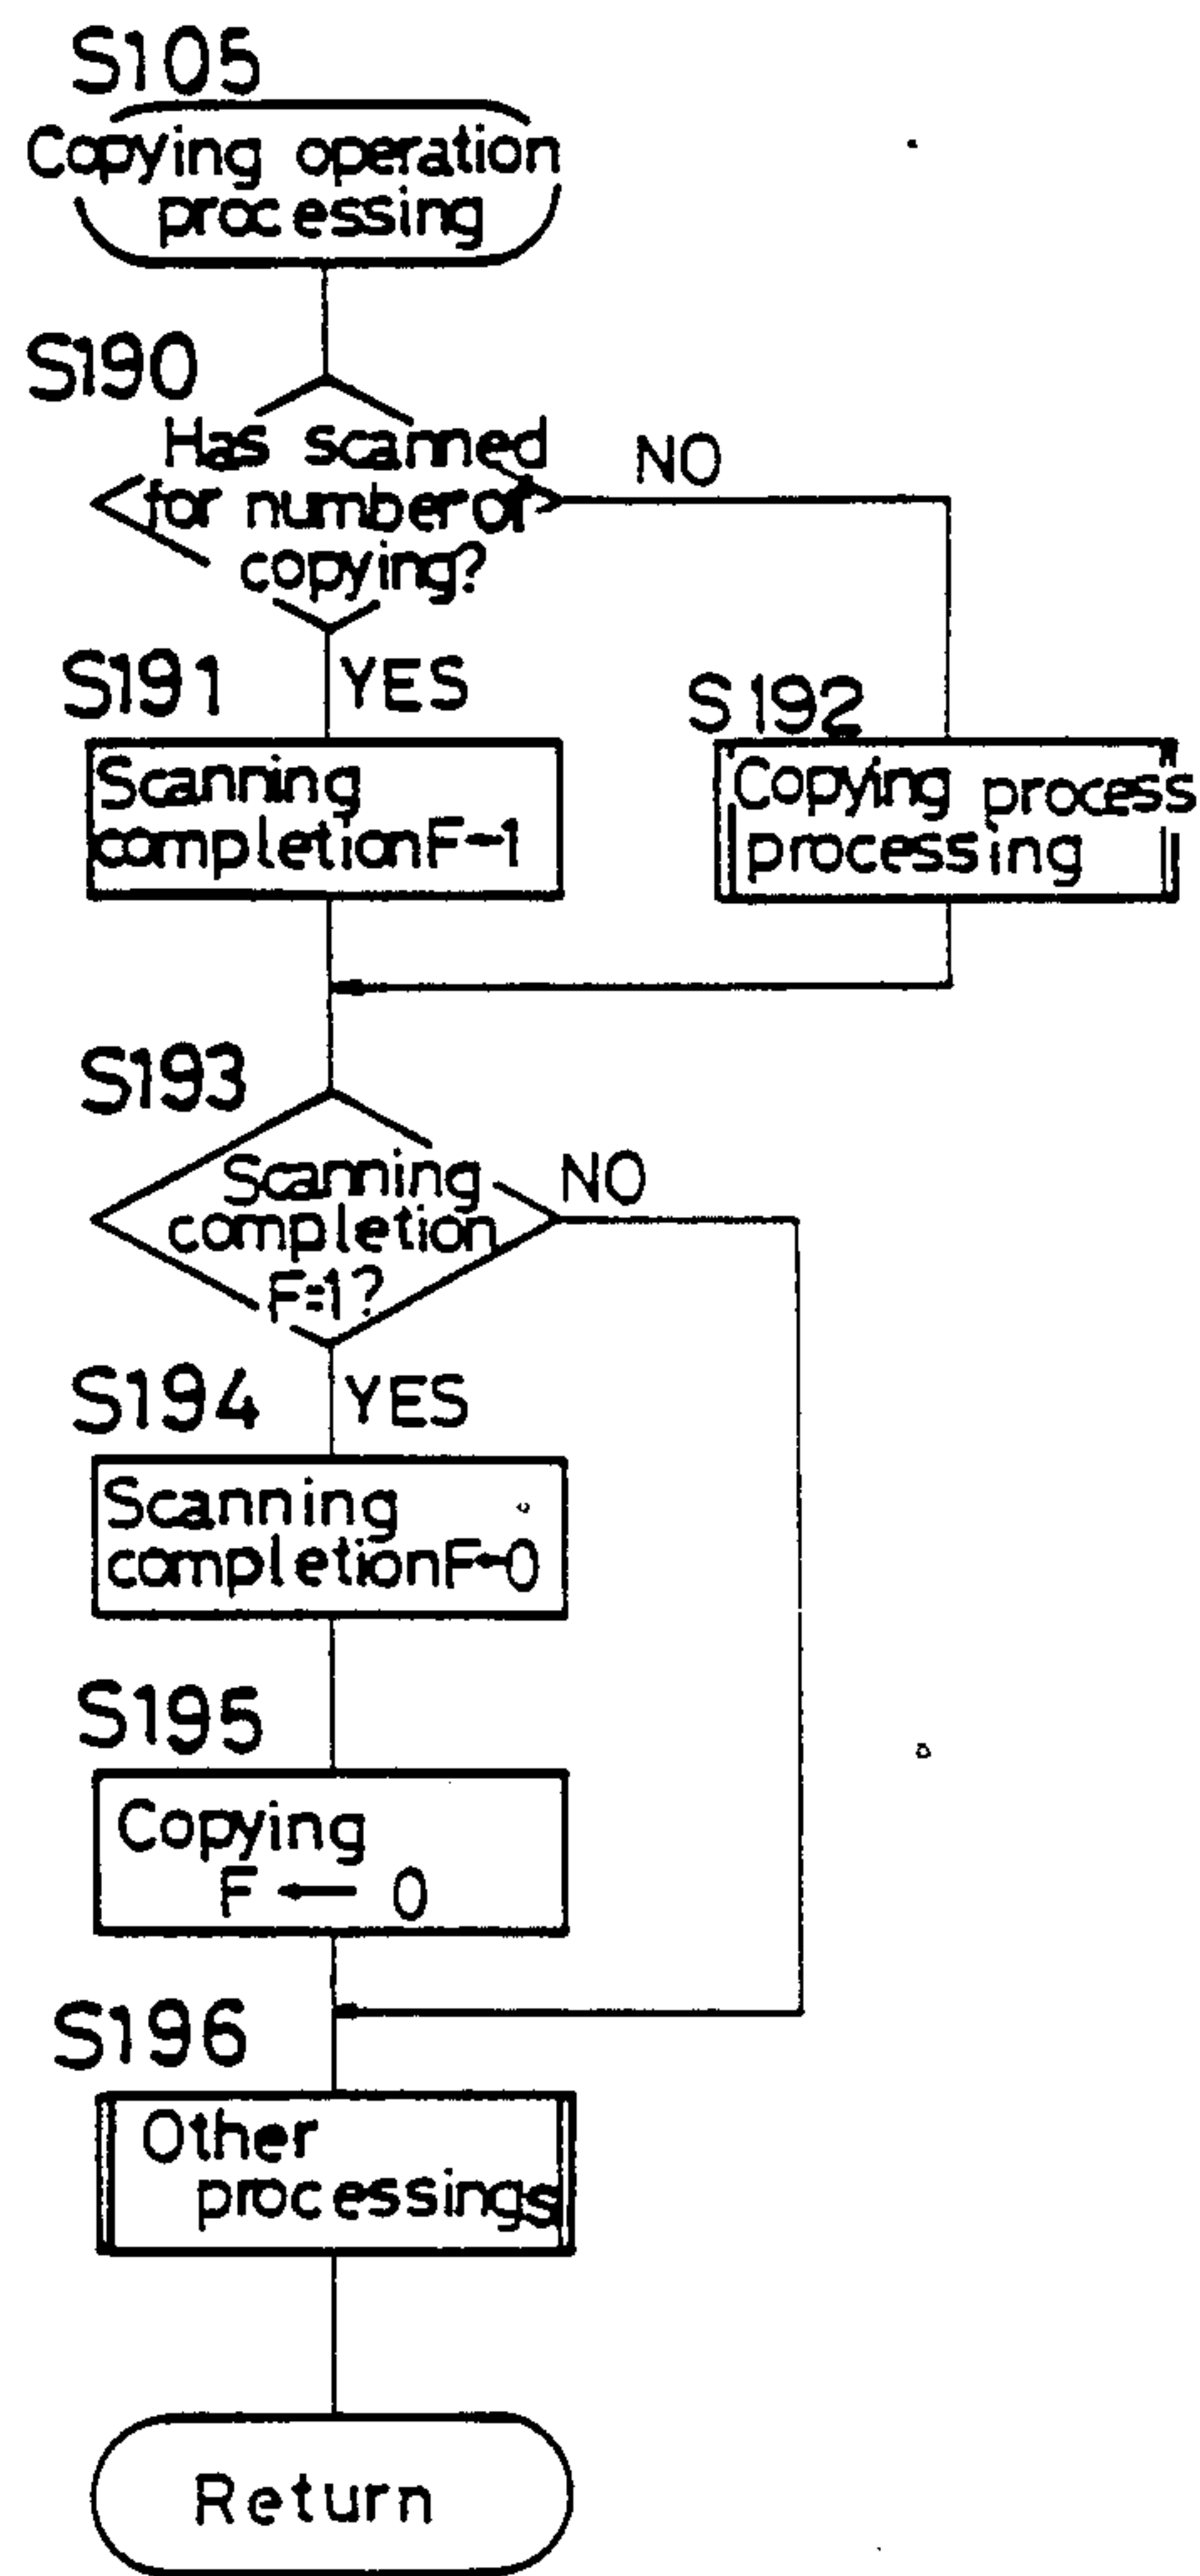 S105
Copying operation
processing
S190
Has scanned
for number of
copying?
NO
S191
YES
S192
Scanning
completionF←1
Copying process
processing
S193
Scanning
completion
F=1?
NO
S194
YES
Scanning
completionF←0
S195
Copying
F ← 0
S196
Other
processings
Return